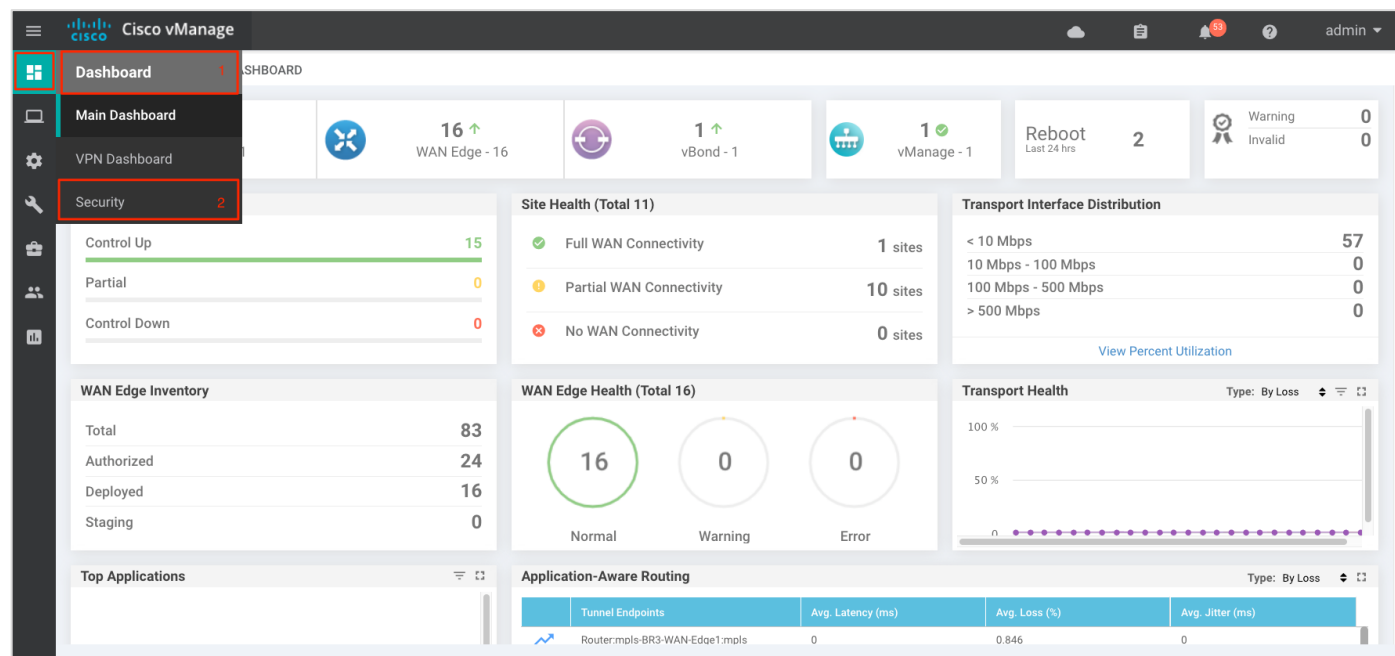 cisco Cisco vManage 53 admin
Dashboard 1 ASHBOARD
Main Dashboard
VPN Dashboard
Security 2
1
16
WAN Edge - 16
1
vBond - 1
1
vManage - 1
Reboot
Last 24 hrs
2
Warning 0
Invalid 0
Control Up 15
Partial 0
Control Down 0
Site Health (Total 11)
Full WAN Connectivity 1 sites
Partial WAN Connectivity 10 sites
No WAN Connectivity 0 sites
Transport Interface Distribution
< 10 Mbps 57
10 Mbps - 100 Mbps 0
100 Mbps - 500 Mbps 0
> 500 Mbps 0
View Percent Utilization
WAN Edge Inventory
Total 83
Authorized 24
Deployed 16
Staging 0
WAN Edge Health (Total 16)
16 0 0
Normal Warning Error
Transport Health Type: By Loss
100 %
50 %
0
Top Applications
Application-Aware Routing Type: By Loss
Tunnel Endpoints Avg. Latency (ms) Avg. Loss (%) Avg. Jitter (ms)
Router:mpls-BR3-WAN-Edge1:mpls 0 0.846 0